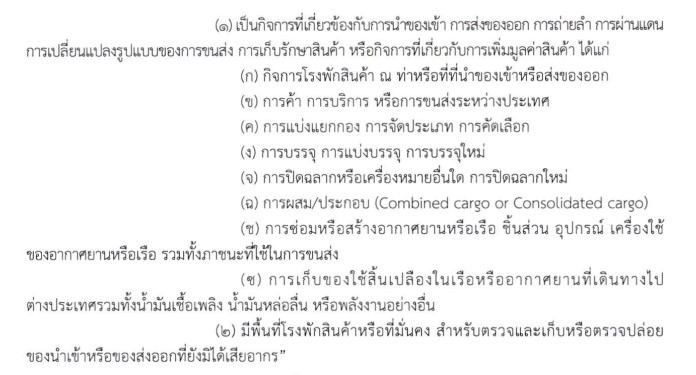 (๑) เป็นกิจการที่เกี่ยวข้องกับการนำของเข้า การส่งของออก การถ่ายลำ การผ่านแดน
การเปลี่ยนแปลงรูปแบบของการขนส่ง การเก็บรักษาสินค้า หรือกิจการที่เกี่ยวกับการเพิ่มมูลค่าสินค้า ได้แก่
(ก) กิจการโรงพักสินค้า ณ ท่าหรือที่ที่นำของเข้าหรือส่งของออก
(ข) การค้า การบริการ หรือการขนส่งระหว่างประเทศ
(ค) การแบ่งแยกกอง การจัดประเภท การคัดเลือก
(ง) การบรรจุ การแบ่งบรรจุ การบรรจุใหม่
(จ) การปิดฉลากหรือเครื่องหมายอื่นใด การปิดฉลากใหม่
(ฉ) การผสม/ประกอบ (Combined cargo or Consolidated cargo)
(ช) การซ่อมหรือสร้างอากาศยานหรือเรือ ชิ้นส่วน อุปกรณ์ เครื่องใช้
ของอากาศยานหรือเรือ รวมทั้งภาชนะที่ใช้ในการขนส่ง
(ซ) การเก็บของใช้สิ้นเปลืองในเรือหรืออากาศยานที่เดินทางไป
ต่างประเทศรวมทั้งน้ำมันเชื้อเพลิง น้ำมันหล่อลื่น หรือพลังงานอย่างอื่น
(๒) มีพื้นที่โรงพักสินค้าหรือที่มั่นคง สำหรับตรวจและเก็บหรือตรวจปล่อย
ของนำเข้าหรือของส่งออกที่ยังมิได้เสียอากร”